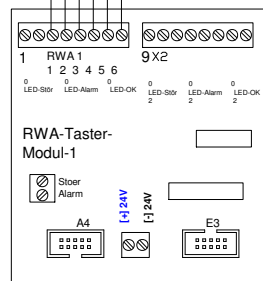 1 RWA 1 9 X2
1 2 3 4 5 6
0 0 0 0 0 0
LED-Stör LED-Alarm LED-OK LED-Stör LED-Alarm LED-OK
2 2 2
RWA-Taster-
Modul-1
Stoer
Alarm
[+] 24V
[-] 24V
A4 E3